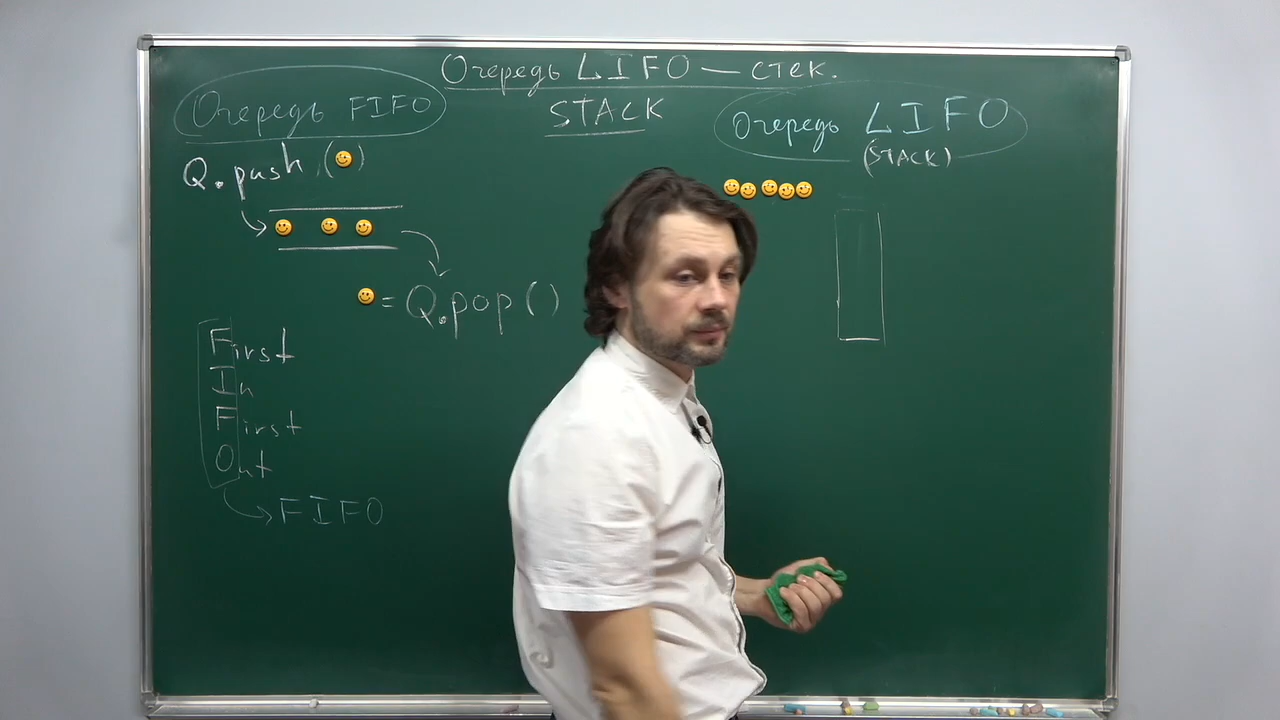 Очередь LIFO — стек.
STACK
Очередь FIFO
Q.push ( )
= Q.pop ( )
First
In
First
Out
FIFO
Очередь LIFO
(STACK)